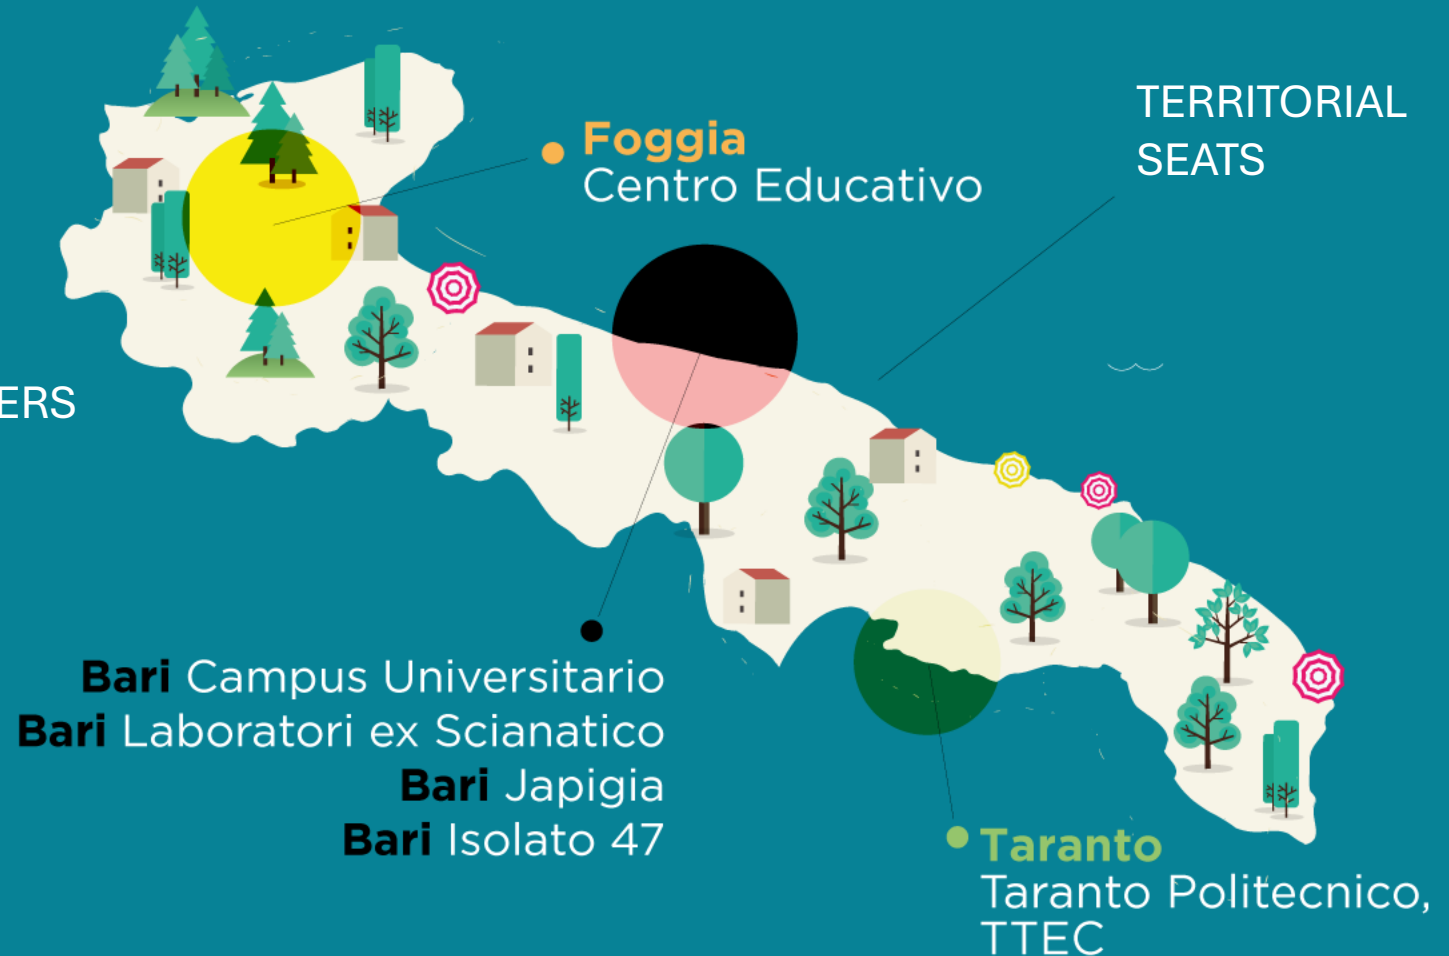 TERRITORIAL
SEATS
Foggia
Centro Educativo
ERS
Bari Campus Universitario
Bari Laboratori ex Scianatico
Bari Japigia
Bari Isolato 47
Taranto
Taranto Politecnico,
TTEC